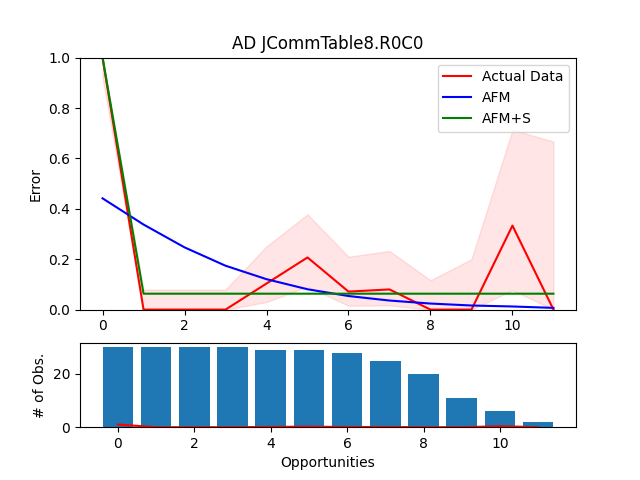 AD JCommTable8.R0C0
1.0
0.8
0.6
0.4
0.2
0.0
Error
Actual Data
AFM
AFM+S
0 2 4 6 8 10
20
0
# of Obs.
0 2 4 6 8 10
Opportunities